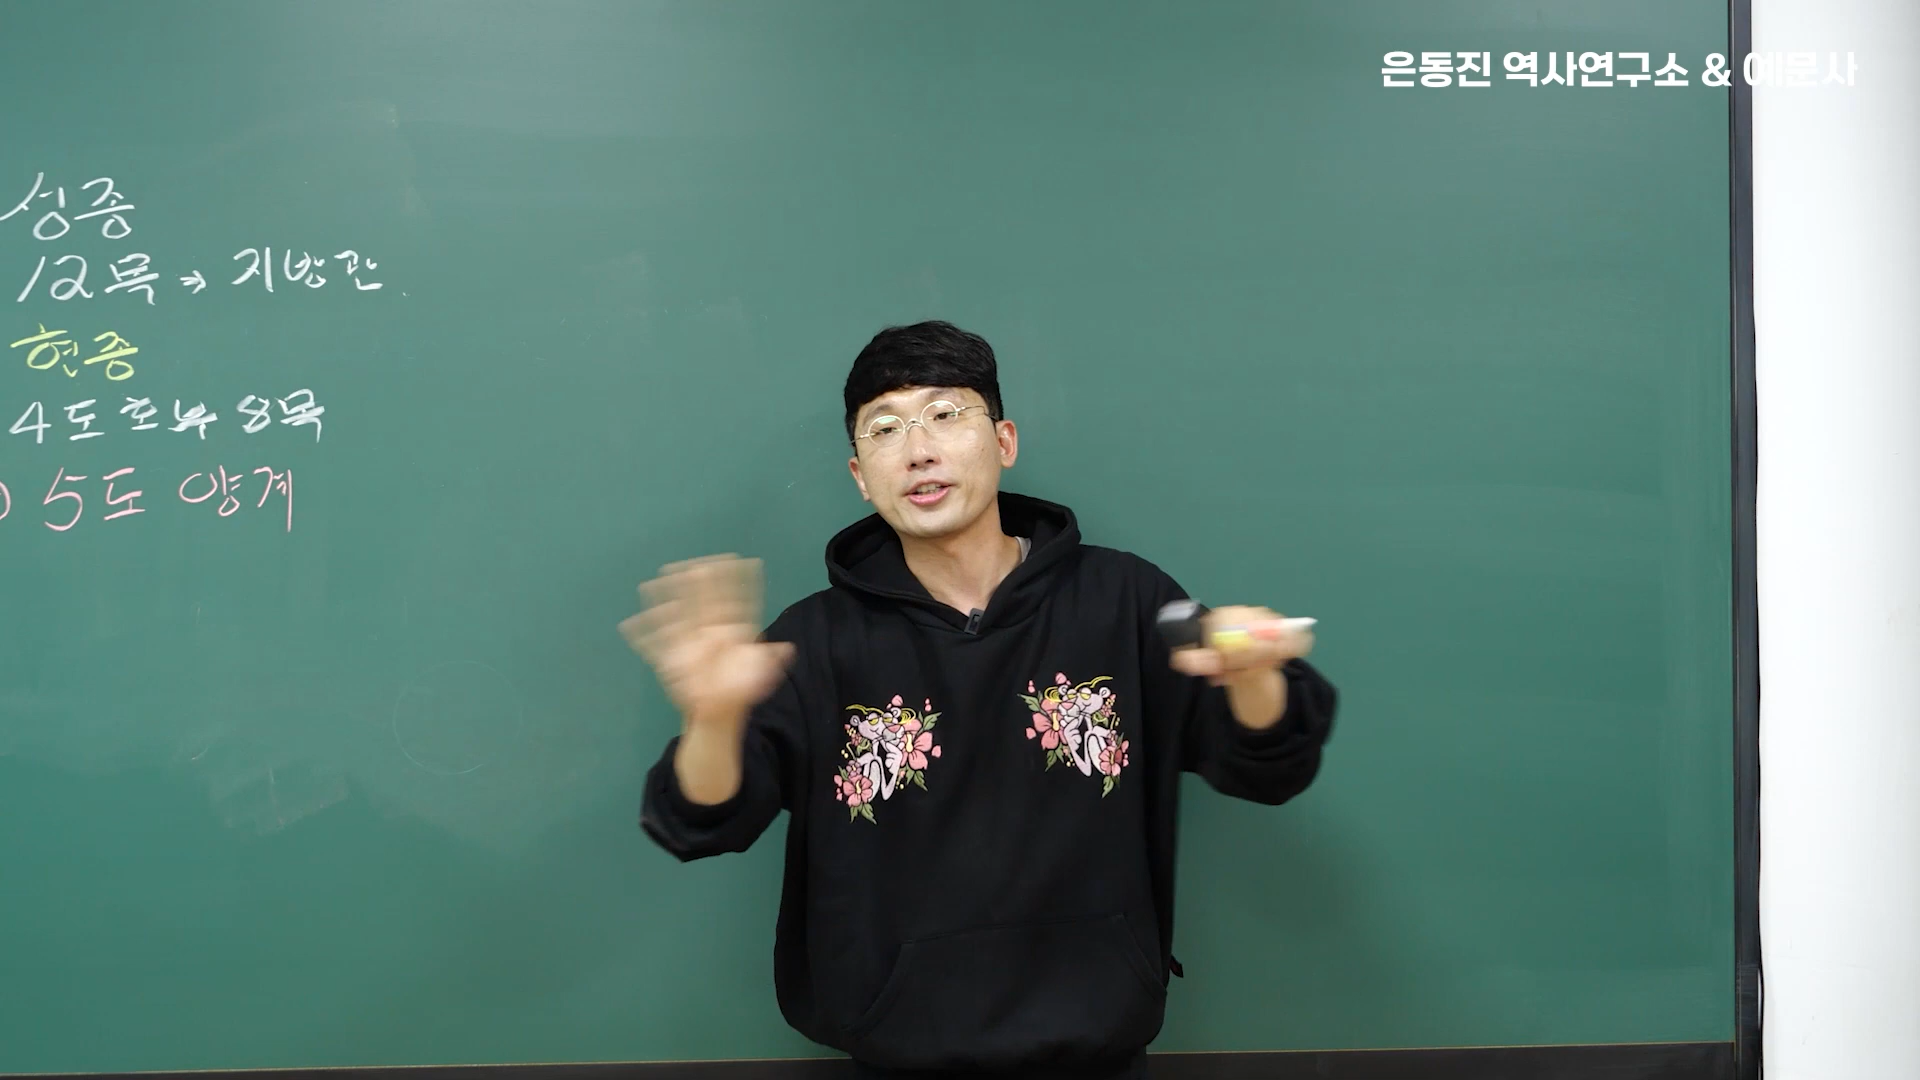 은동진 역사연구소 & 예문사
성종
12목 → 지방관
현종
4도호부 8목
5도 양계